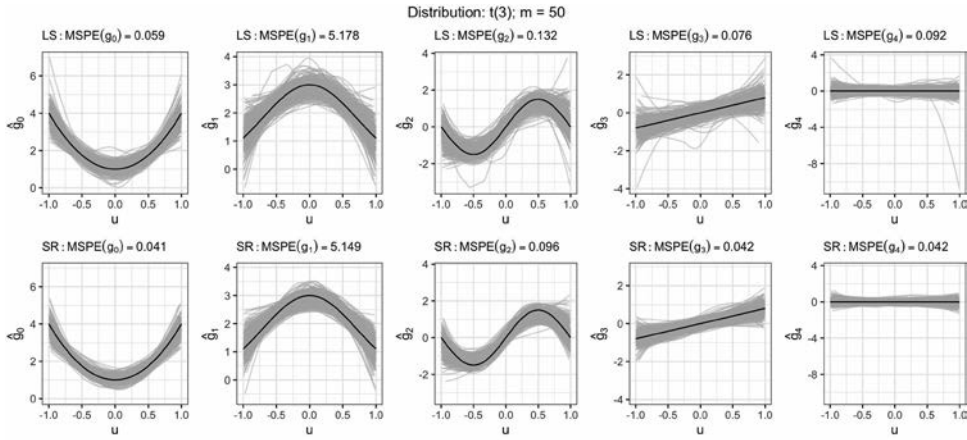 Distribution: t(3); m = 50
LS : MSPE(g₀) = 0.059
LS : MSPE(g₁) = 5.178
LS : MSPE(g₂) = 0.132
LS : MSPE(g₃) = 0.076
LS : MSPE(g₄) = 0.092
ĝ₀
6
4
2
0
-1.0 -0.5 0.0 0.5 1.0
u
ĝ₁
4
3
2
1
0
-1.0 -0.5 0.0 0.5 1.0
u
ĝ₂
4
2
0
-2
-1.0 -0.5 0.0 0.5 1.0
u
ĝ₃
2
0
-2
-4
-1.0 -0.5 0.0 0.5 1.0
u
ĝ₄
4
0
-4
-8
-1.0 -0.5 0.0 0.5 1.0
u
SR : MSPE(g₀) = 0.041
SR : MSPE(g₁) = 5.149
SR : MSPE(g₂) = 0.096
SR : MSPE(g₃) = 0.042
SR : MSPE(g₄) = 0.042
ĝ₀
6
4
2
0
-1.0 -0.5 0.0 0.5 1.0
u
ĝ₁
4
3
2
1
0
-1.0 -0.5 0.0 0.5 1.0
u
ĝ₂
4
2
0
-2
-1.0 -0.5 0.0 0.5 1.0
u
ĝ₃
2
0
-2
-4
-1.0 -0.5 0.0 0.5 1.0
u
ĝ₄
4
0
-4
-8
-1.0 -0.5 0.0 0.5 1.0
u